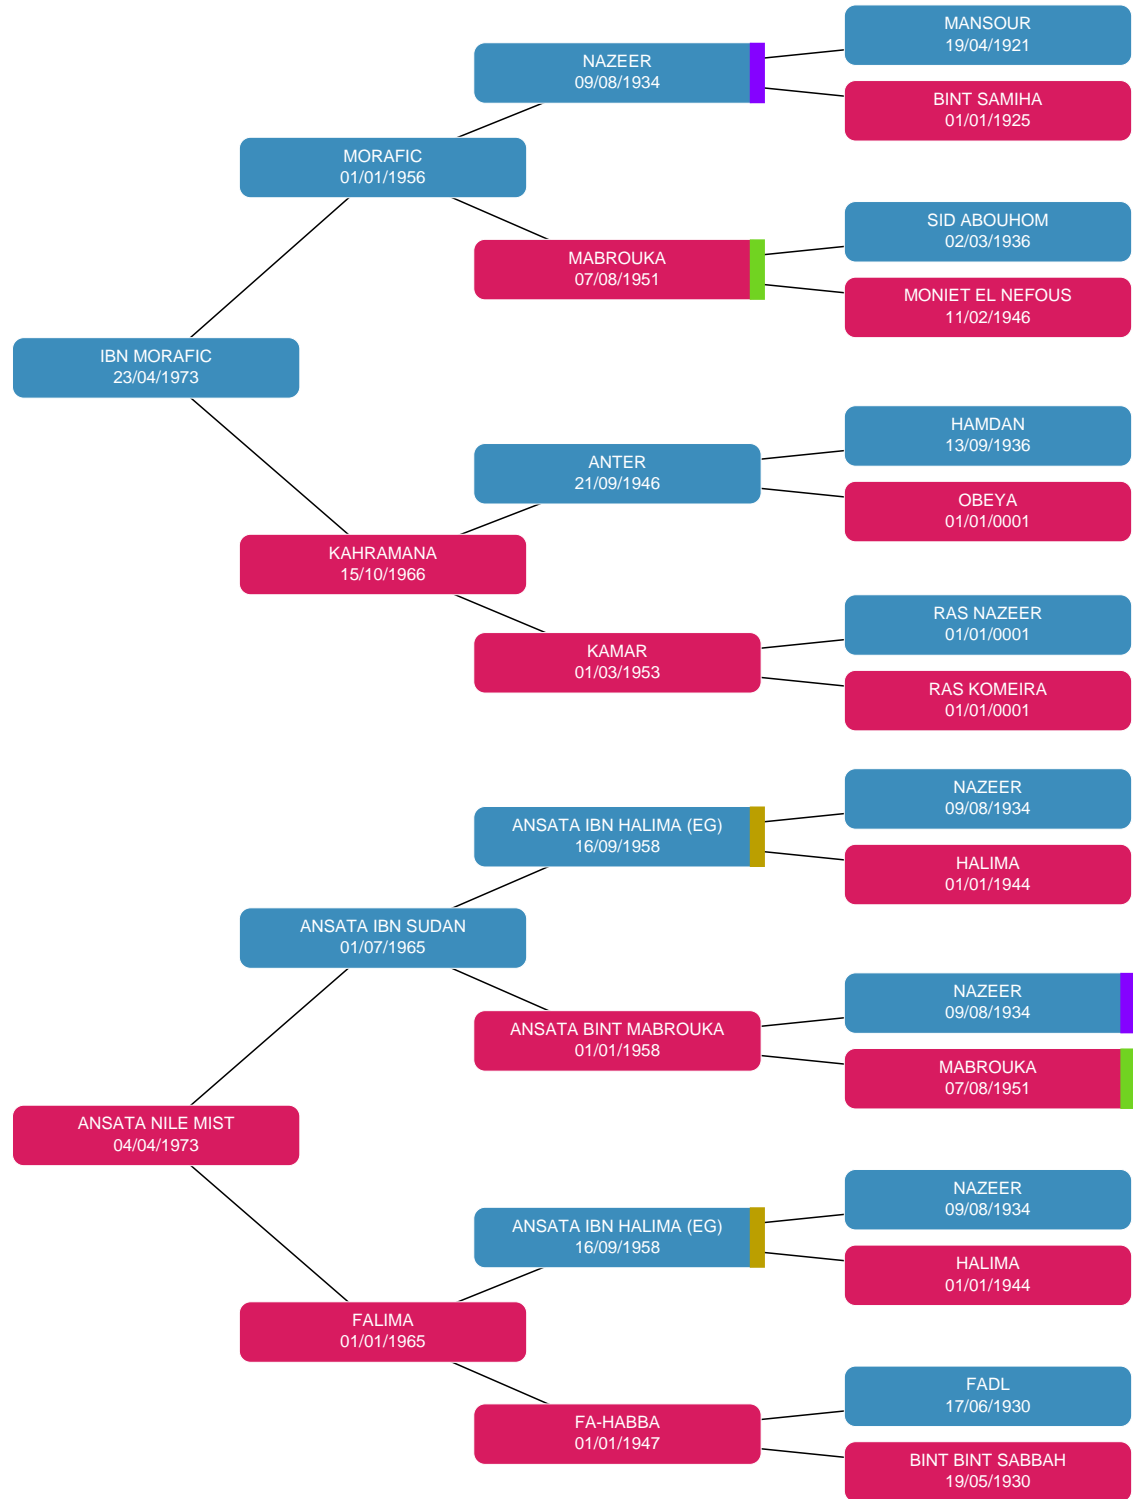 MANSOUR
19/04/1921
NAZEER
09/08/1934
BINT SAMIHA
01/01/1925
MORAFIC
01/01/1956
SID ABOUHOM
02/03/1936
MABROUKA
07/08/1951
MONIET EL NEFOUS
11/02/1946
IBN MORAFIC
23/04/1973
HAMDAN
13/09/1936
ANTER
21/09/1946
OBEYA
01/01/0001
KAHRAMANA
15/10/1966
RAS NAZEER
01/01/0001
KAMAR
01/03/1953
RAS KOMEIRA
01/01/0001
NAZEER
09/08/1934
ANSATA IBN HALIMA (EG)
16/09/1958
HALIMA
01/01/1944
ANSATA IBN SUDAN
01/07/1965
NAZEER
09/08/1934
ANSATA BINT MABROUKA
01/01/1958
MABROUKA
07/08/1951
ANSATA NILE MIST
04/04/1973
NAZEER
09/08/1934
ANSATA IBN HALIMA (EG)
16/09/1958
HALIMA
01/01/1944
FALIMA
01/01/1965
FADL
17/06/1930
FA-HABBA
01/01/1947
BINT BINT SABBAH
19/05/1930